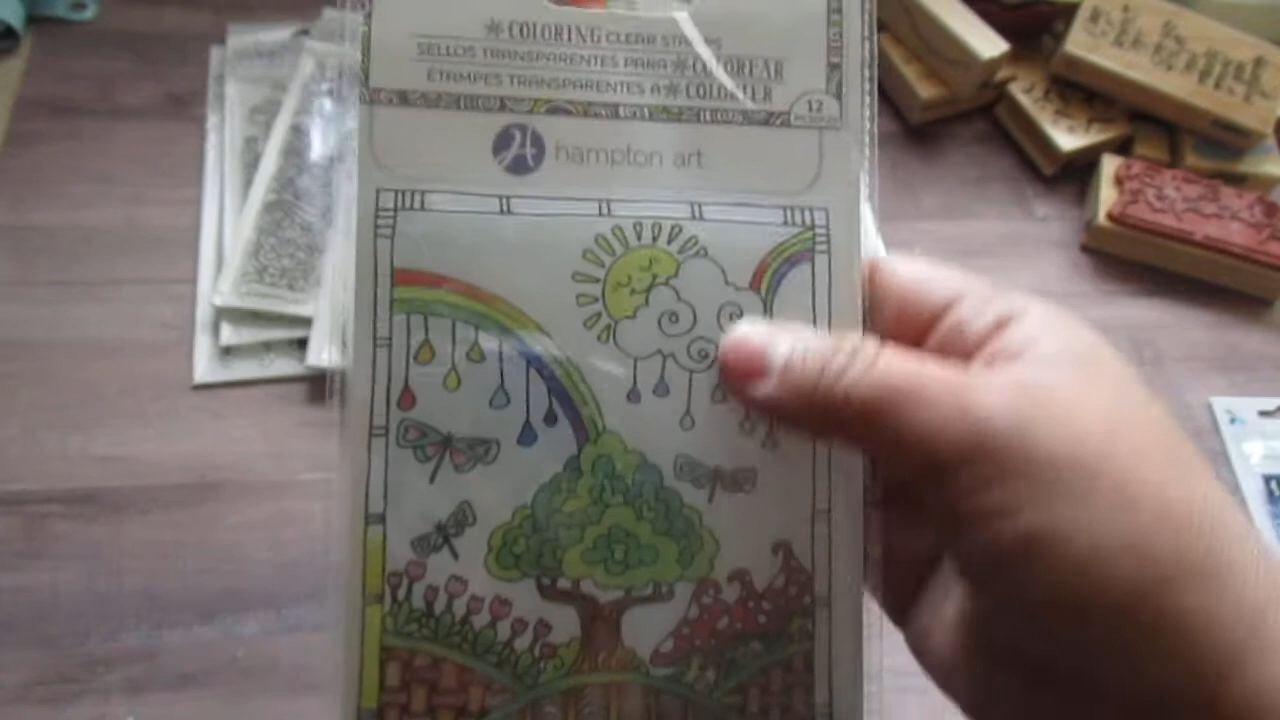 COLORING CLEAR STAMPS
SELLOS TRANSPARENTES PARA COLOREAR
ÉTAMPES TRANSPARENTES A COLORIER
12
H hampton art